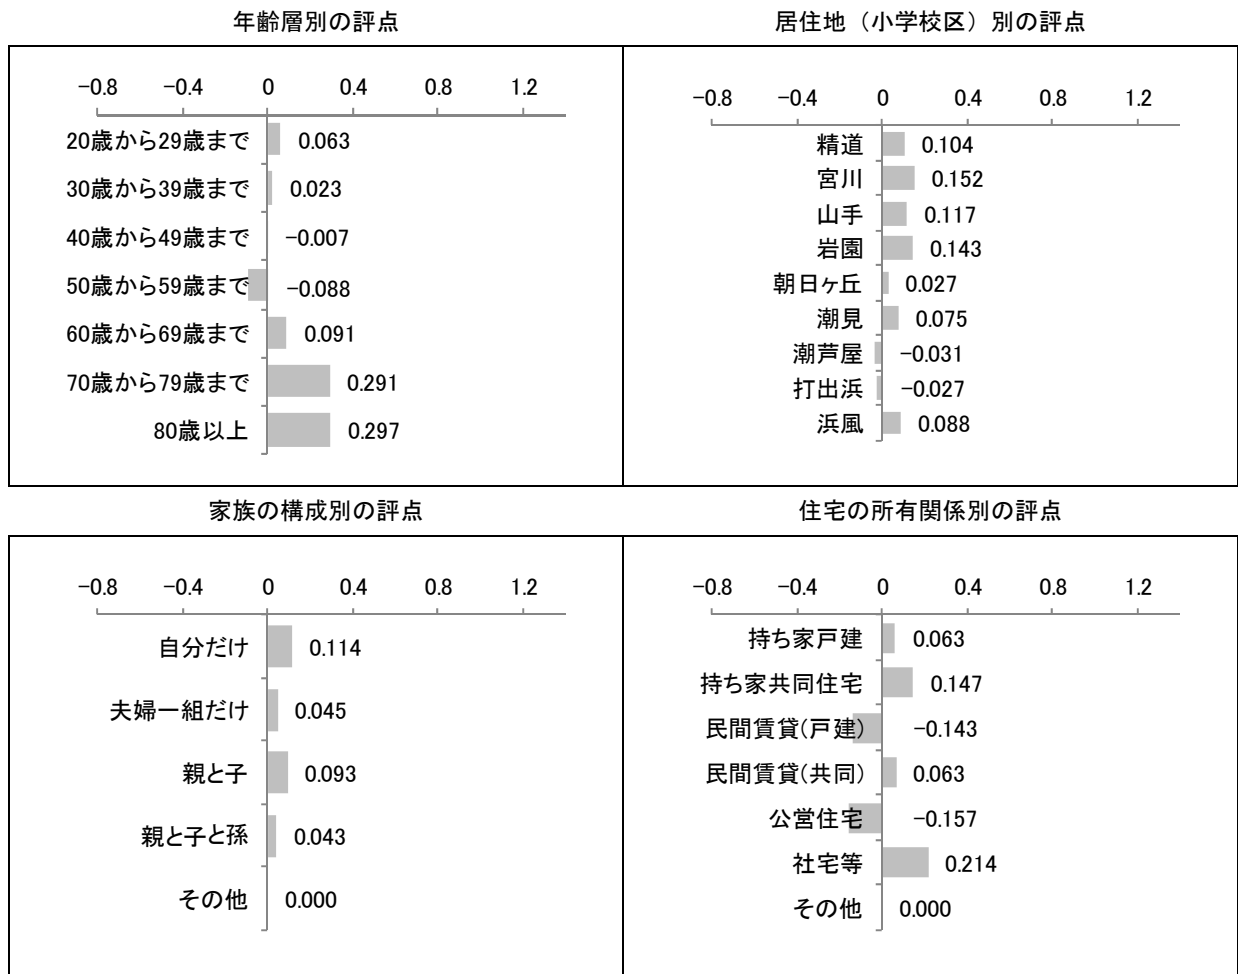 年齢層別の評点
−0.8 −0.4 0 0.4 0.8 1.2
20歳から29歳まで 0.063
30歳から39歳まで 0.023
40歳から49歳まで −0.007
50歳から59歳まで −0.088
60歳から69歳まで 0.091
70歳から79歳まで 0.291
80歳以上 0.297
居住地（小学校区）別の評点
−0.8 −0.4 0 0.4 0.8 1.2
精道 0.104
宮川 0.152
山手 0.117
岩園 0.143
朝日ヶ丘 0.027
潮見 0.075
潮芦屋 −0.031
打出浜 −0.027
浜風 0.088
家族の構成別の評点
−0.8 −0.4 0 0.4 0.8 1.2
自分だけ 0.114
夫婦一組だけ 0.045
親と子 0.093
親と子と孫 0.043
その他 0.000
住宅の所有関係別の評点
−0.8 −0.4 0 0.4 0.8 1.2
持ち家戸建 0.063
持ち家共同住宅 0.147
民間賃貸(戸建) −0.143
民間賃貸(共同) 0.063
公営住宅 −0.157
社宅等 0.214
その他 0.000